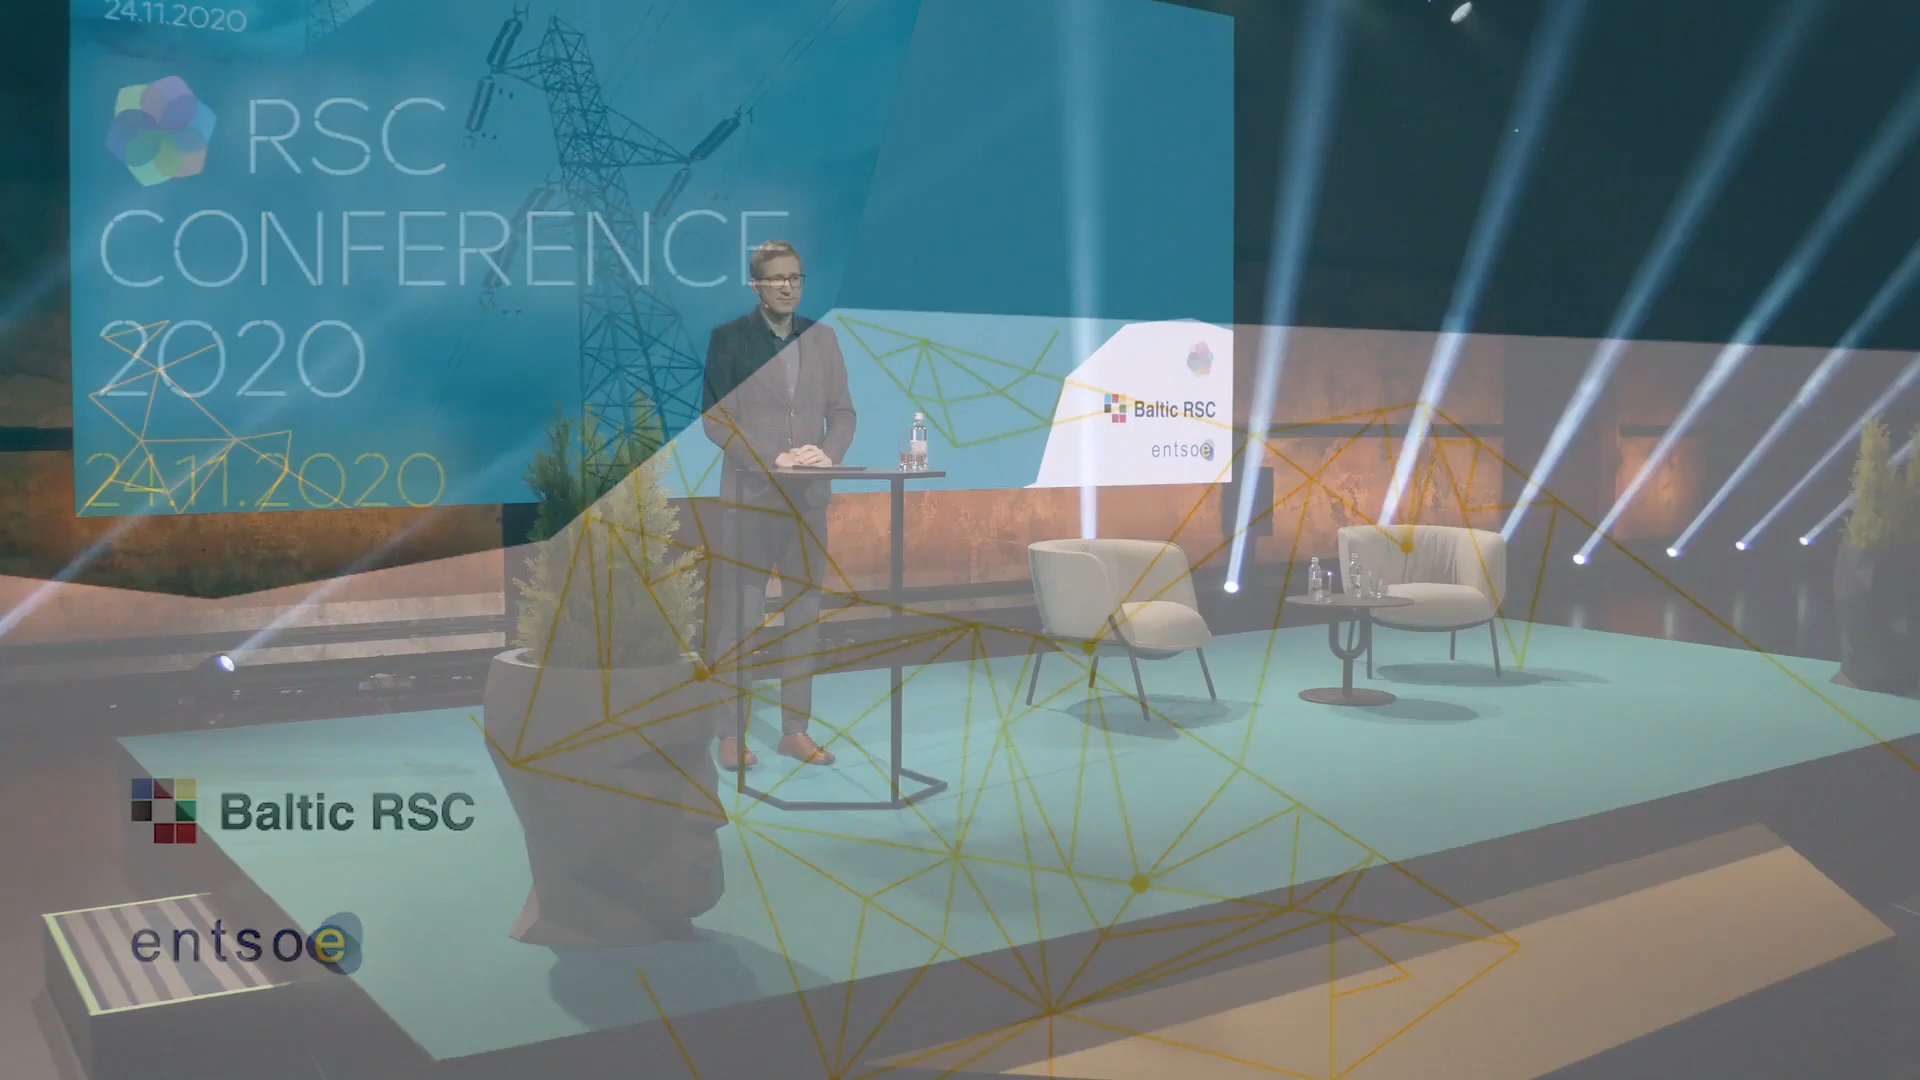 24.11.2020
RSC
CONFERENCE
2020
24.11.2020
Baltic RSC
entsoe
Baltic RSC
entsoe